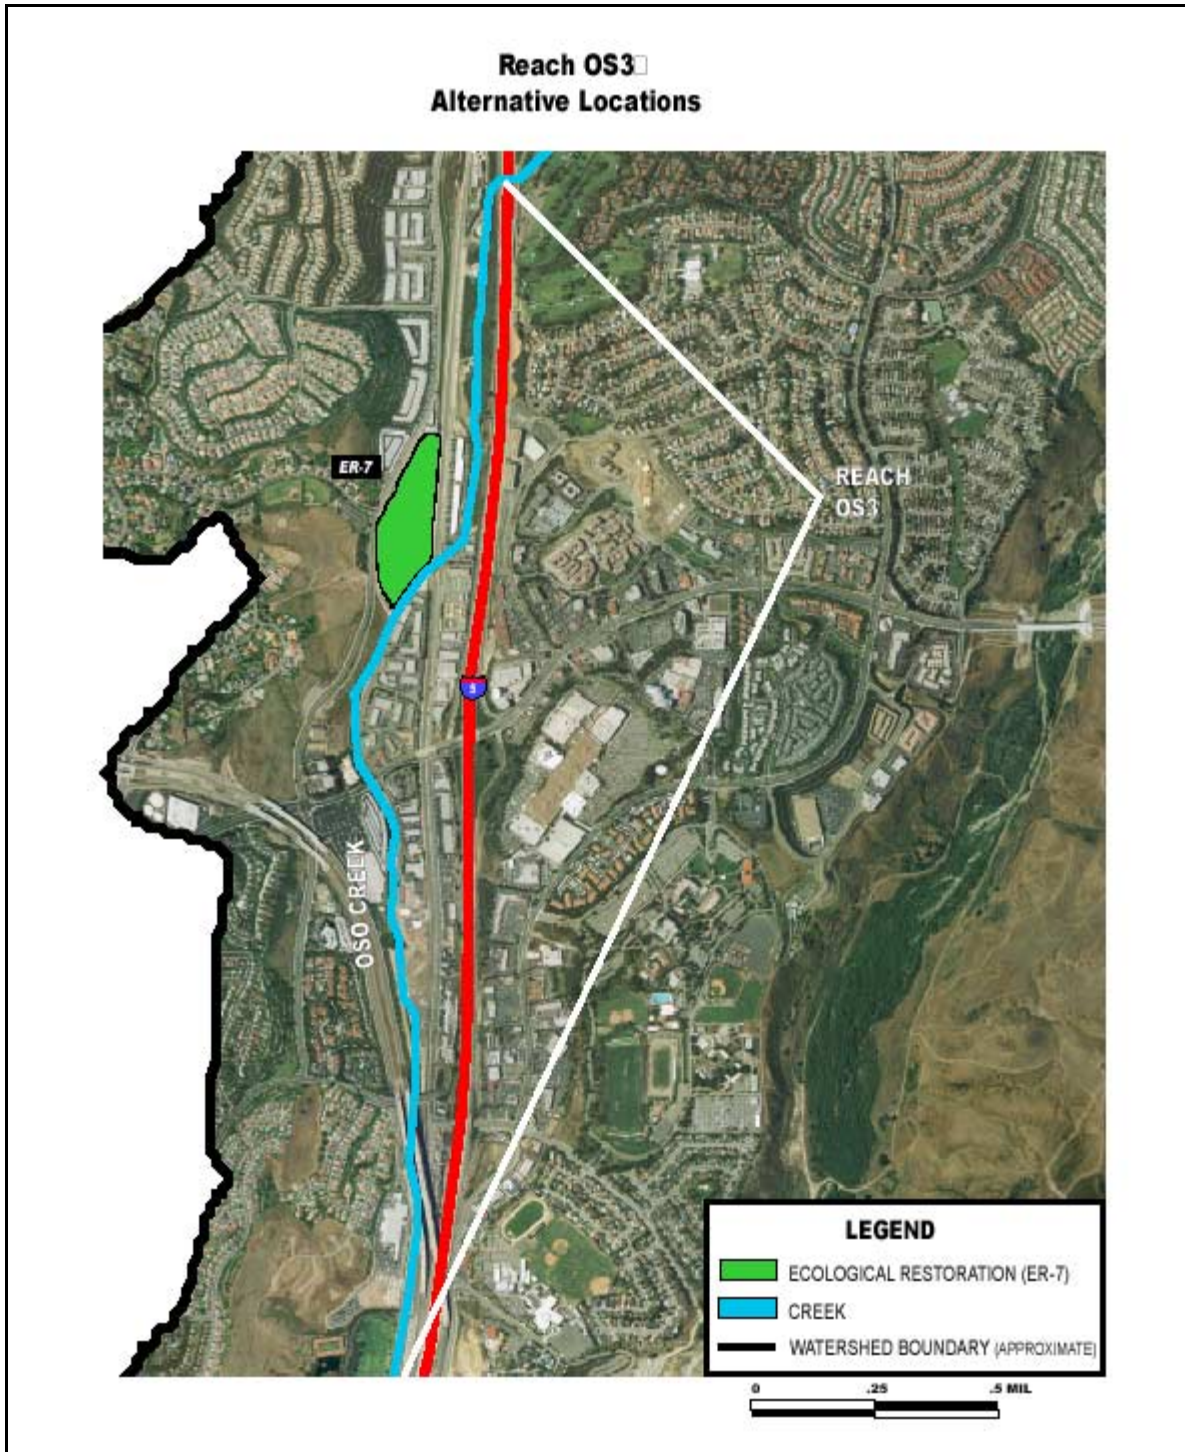 Reach OS3
Alternative Locations
ER-7
REACH
OS3
5
OSO CREEK
LEGEND
ECOLOGICAL RESTORATION (ER-7)
CREEK
WATERSHED BOUNDARY (APPROXIMATE)
0 .25 .5 MIL